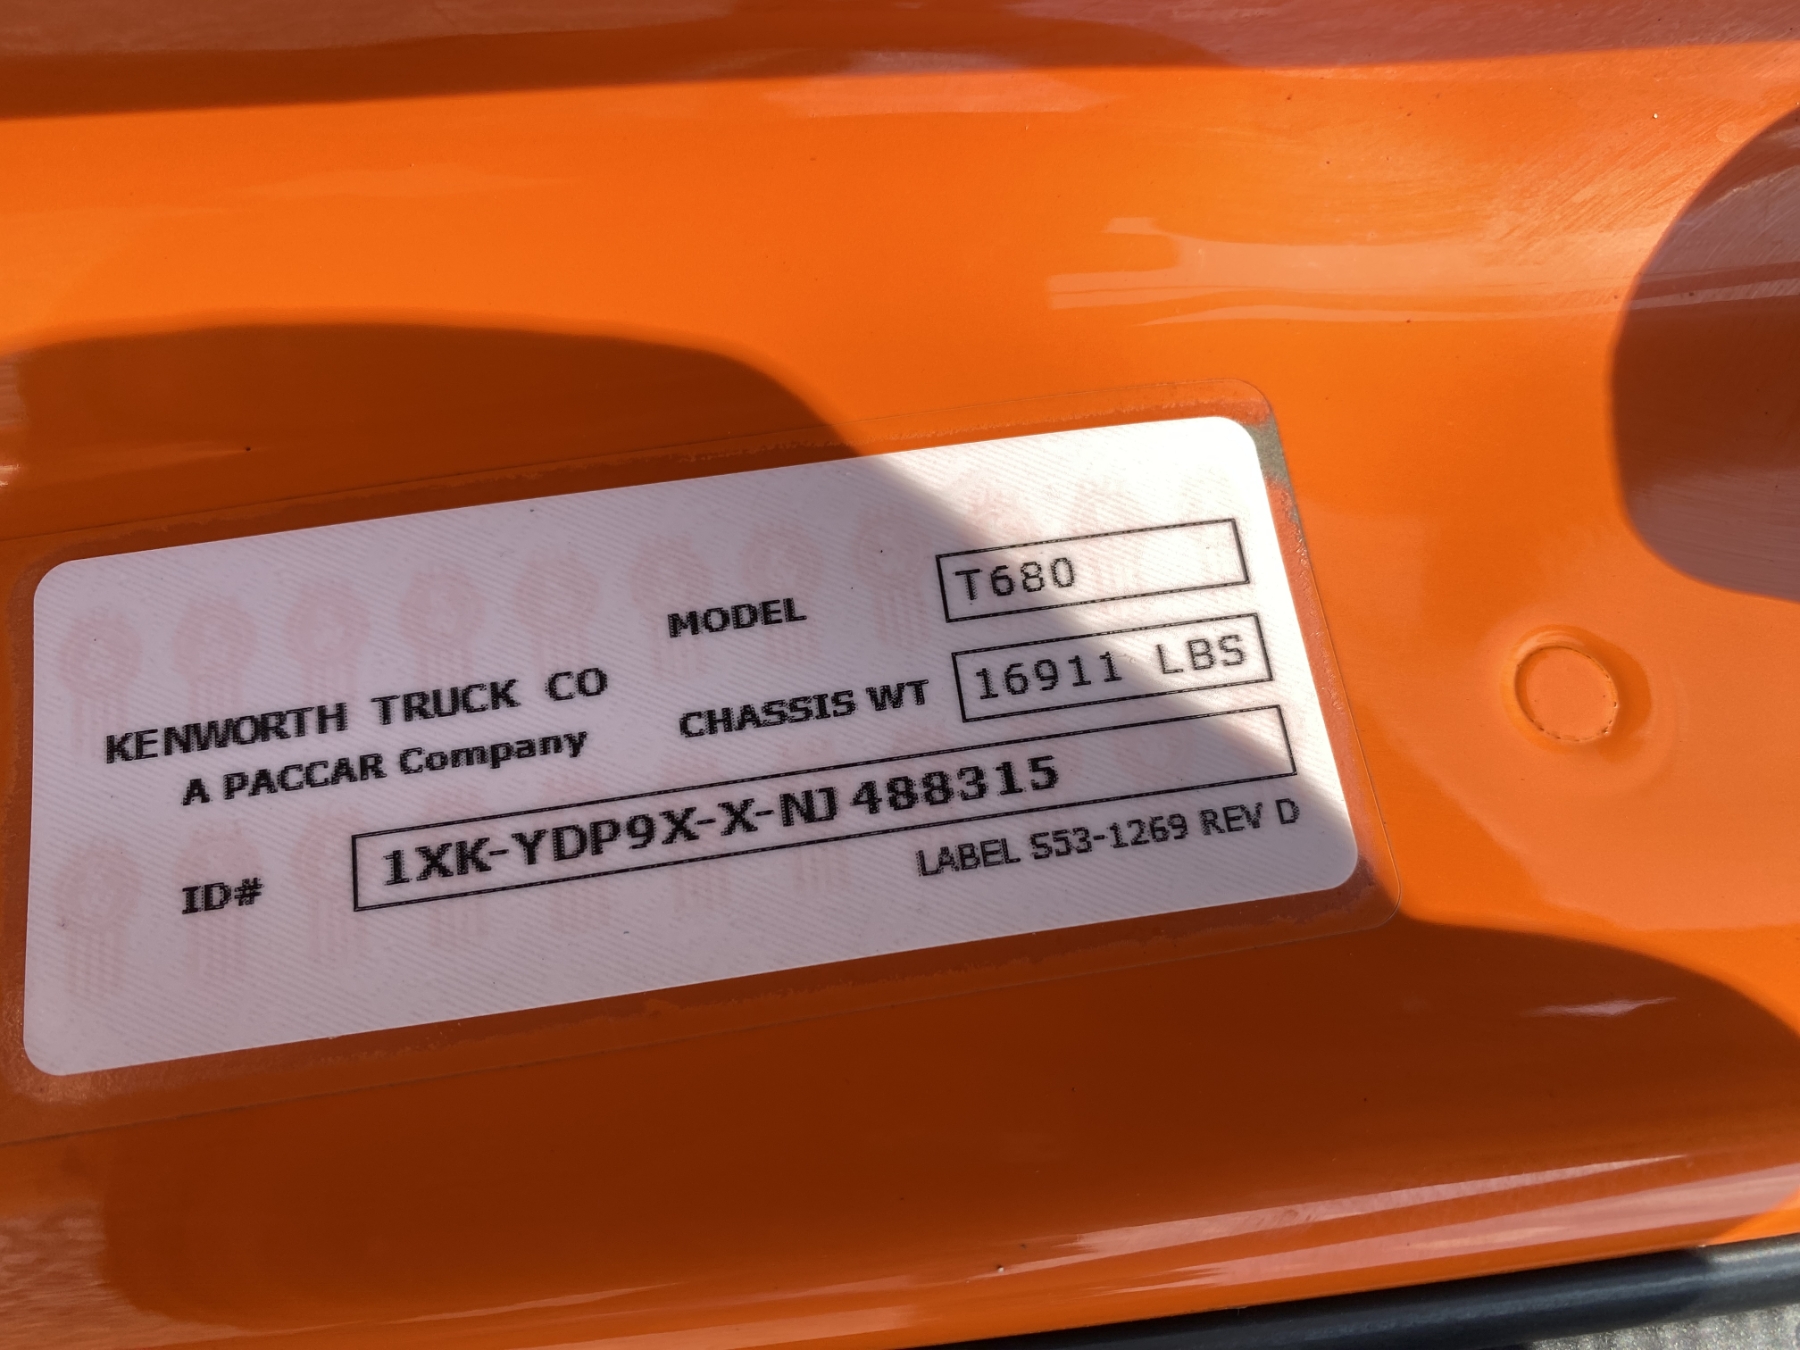 MODEL T680
KENWORTH TRUCK CO
A PACCAR Company
CHASSIS WT 16911 LBS
ID# 1XK-YDP9X-X-NJ488315
LABEL S53-1269 REV D